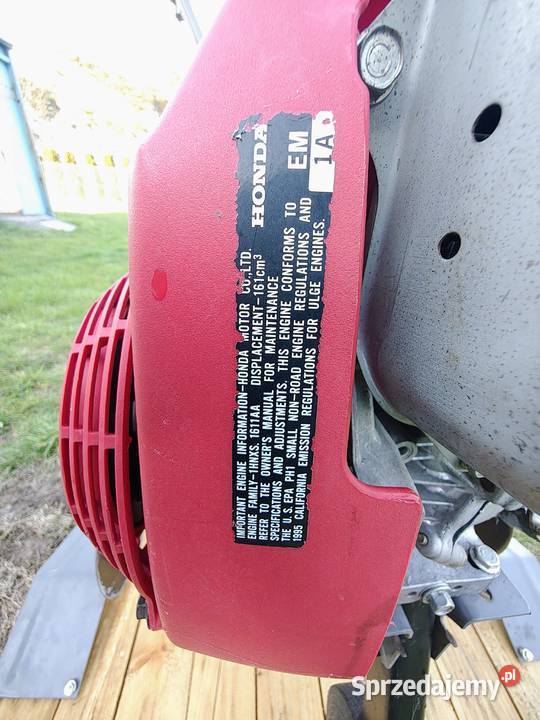 IMPORTANT ENGINE INFORMATION-HONDA MOTOR CO.,LTD.
ENGINE FAMILY-1HNXS.1611AA DISPLACEMENT-161cm³
REFER TO THE OWNER'S MANUAL FOR MAINTENANCE
SPECIFICATIONS AND ADJUSTMENTS. THIS ENGINE CONFORMS TO
THE U.S. EPA PH1 SMALL NON-ROAD ENGINE REGULATIONS AND
1995 CALIFORNIA EMISSION REGULATIONS FOR ULGE ENGINES.
HONDA
EM
1A
Sprzedajemy.pl